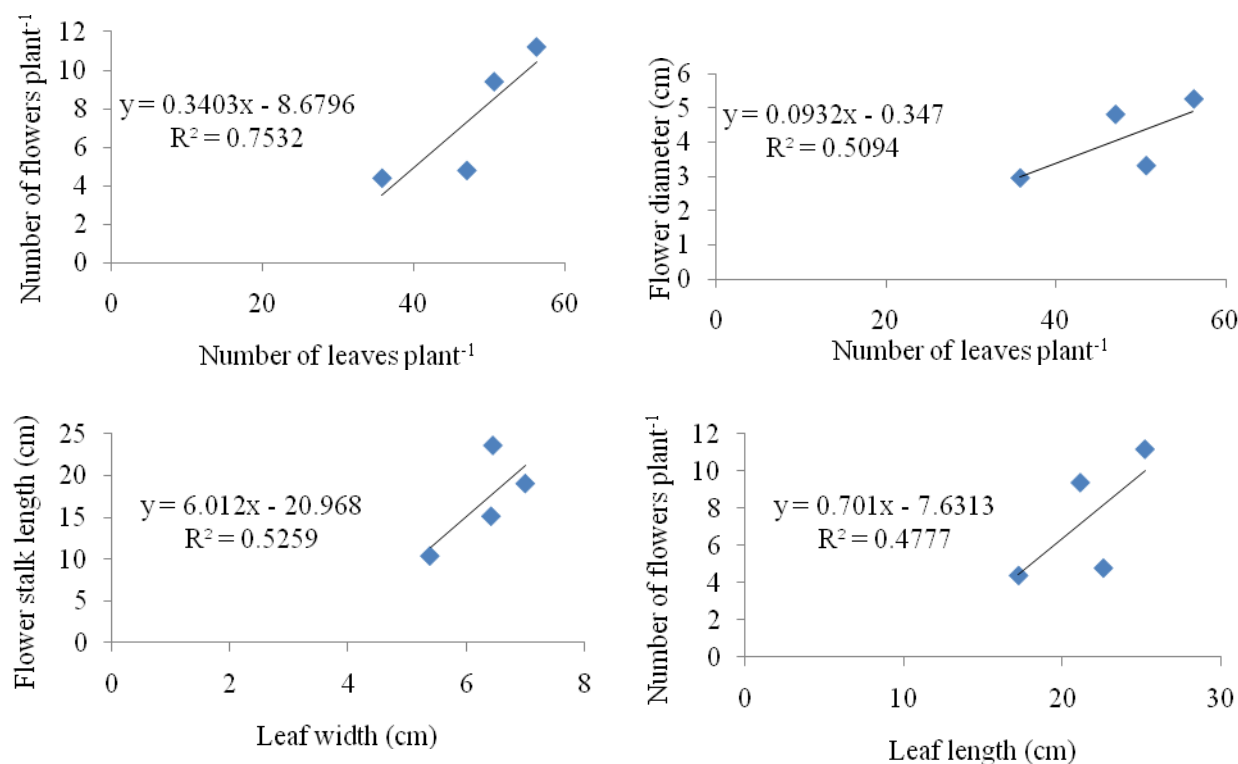 Number of flowers plant⁻¹
12
10
8
6
4
2
0
y = 0.3403x - 8.6796
R² = 0.7532
0 20 40 60
Number of leaves plant⁻¹
Flower diameter (cm)
6
5
4
3
2
1
0
y = 0.0932x - 0.347
R² = 0.5094
0 20 40 60
Number of leaves plant⁻¹
Flower stalk length (cm)
25
20
15
10
5
0
y = 6.012x - 20.968
R² = 0.5259
0 2 4 6 8
Leaf width (cm)
Number of flowers plant⁻¹
12
10
8
6
4
2
0
y = 0.701x - 7.6313
R² = 0.4777
0 10 20 30
Leaf length (cm)